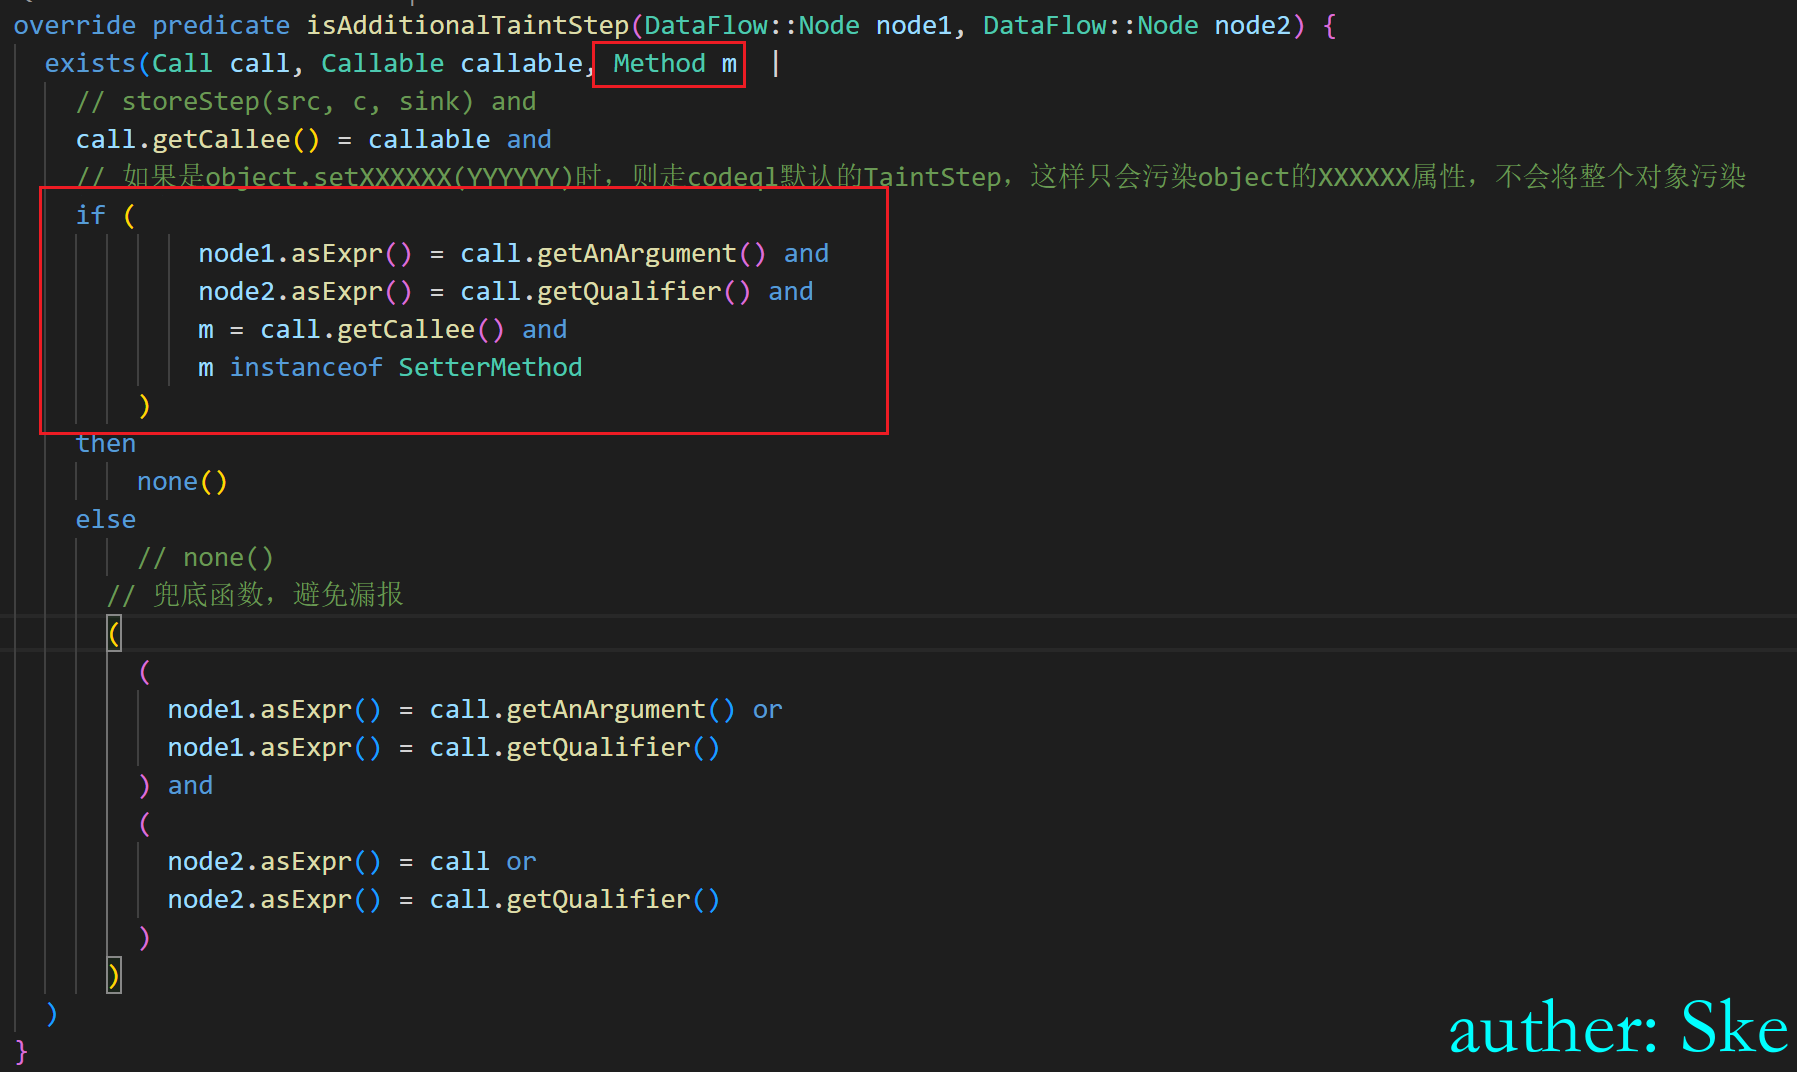 override predicate isAdditionalTaintStep(DataFlow::Node node1, DataFlow::Node node2) {
exists(Call call, Callable callable, Method m |
// storeStep(src, c, sink) and
call.getCallee() = callable and
// 如果是object.setXXXXXX(YYYYYY)时，则走codeql默认的TaintStep，这样只会污染object的XXXXXX属性，不会将整个对象污染
if (
node1.asExpr() = call.getAnArgument() and
node2.asExpr() = call.getQualifier() and
m = call.getCallee() and
m instanceof SetterMethod
)
then
none()
else
// none()
// 兜底函数，避免漏报
(
(
node1.asExpr() = call.getAnArgument() or
node1.asExpr() = call.getQualifier()
) and
(
node2.asExpr() = call or
node2.asExpr() = call.getQualifier()
)
)
)
}
auther: Ske